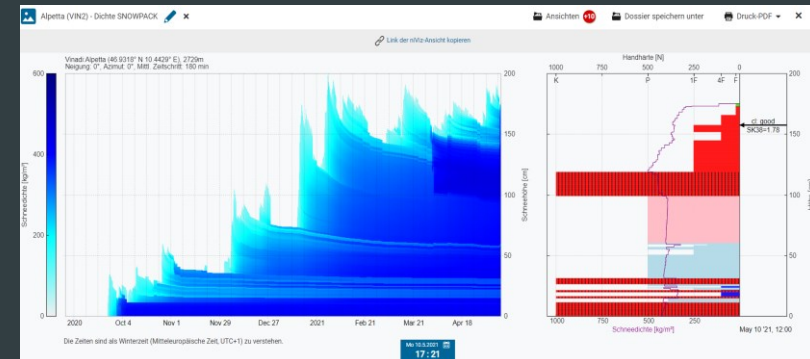 Alpetta (VIN2) - Dichte SNOWPACK
Ansichten 10
Dossier speichern unter
Druck-PDF
Link der niViz-Ansicht kopieren
Vinadi:Alpetta (46.9318° N 10.4429° E), 2729m
Neigung: 0°, Azimut: 0°, Mittl. Zeitschritt: 180 min
600
400
200
0
Schneedichte [kg/m³]
200
150
100
50
0
Schneehöhe [cm]
2020
Oct 4
Nov 1
Nov 29
Dec 27
2021
Feb 21
Mar 21
Apr 18
Die Zeiten sind als Winterzeit (Mitteleuropäische Zeit, UTC+1) zu verstehen.
Mo 10.5.2021
17 : 21
Handhärte [N]
1000
750
500
250
0
K
P
1F
4F
F
cl. good
SK38=1.78
200
150
100
50
0
1000
750
500
250
0
Schneedichte [kg/m³]
May 10 '21, 12:00